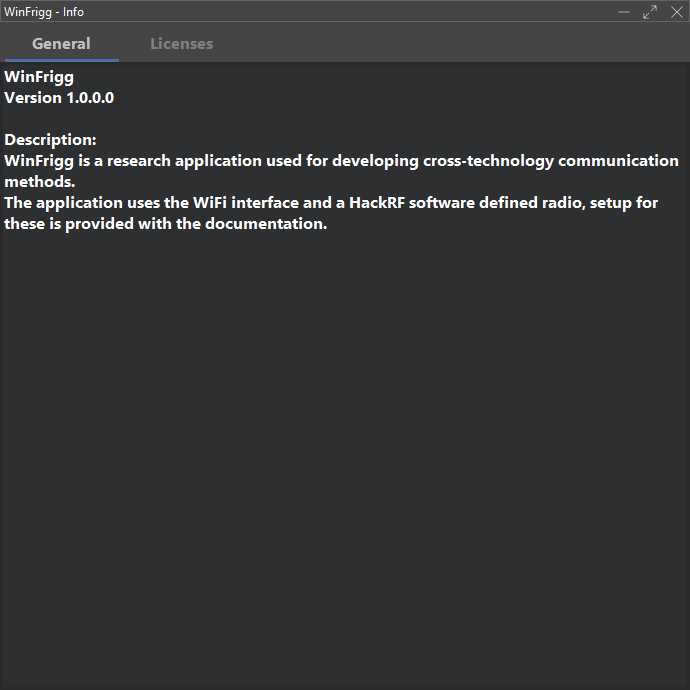 WinFrigg - Info
General
Licenses
WinFrigg
Version 1.0.0.0
Description:
WinFrigg is a research application used for developing cross-technology communication
methods.
The application uses the WiFi interface and a HackRF software defined radio, setup for
these is provided with the documentation.